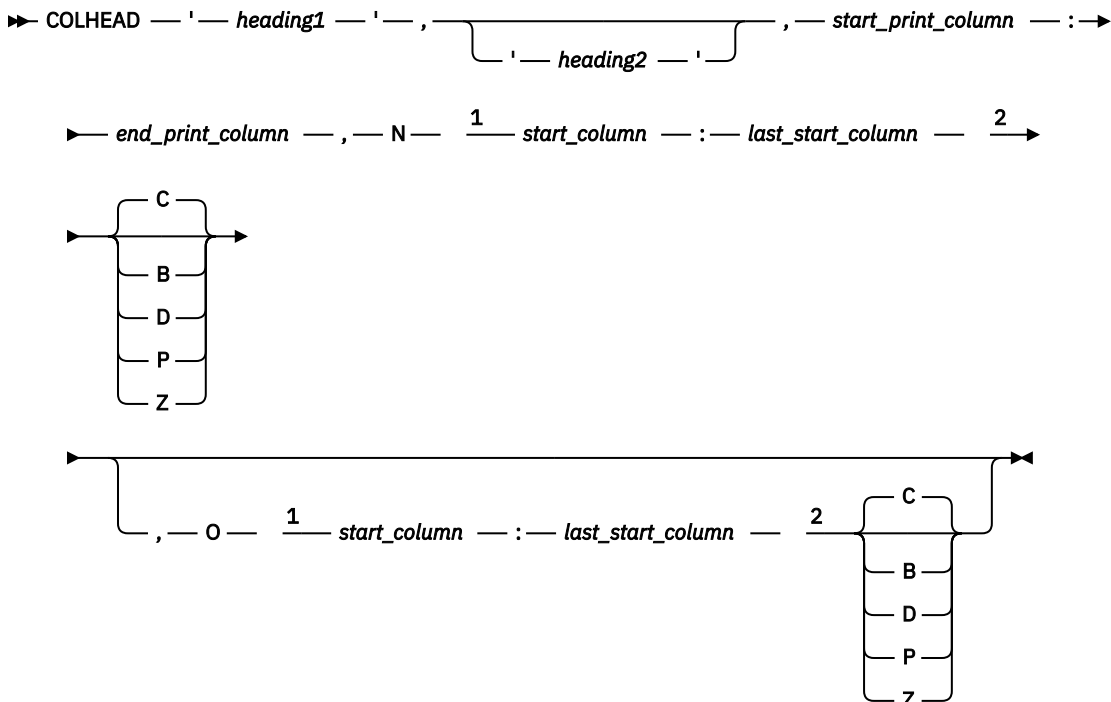 COLHEAD ' heading1 ' , , start_print_column :
' heading2 '
end_print_column , N 1 start_column : last_start_column 2
C
B
D
P
Z
, O 1 start_column : last_start_column 2
C
B
D
P
Z